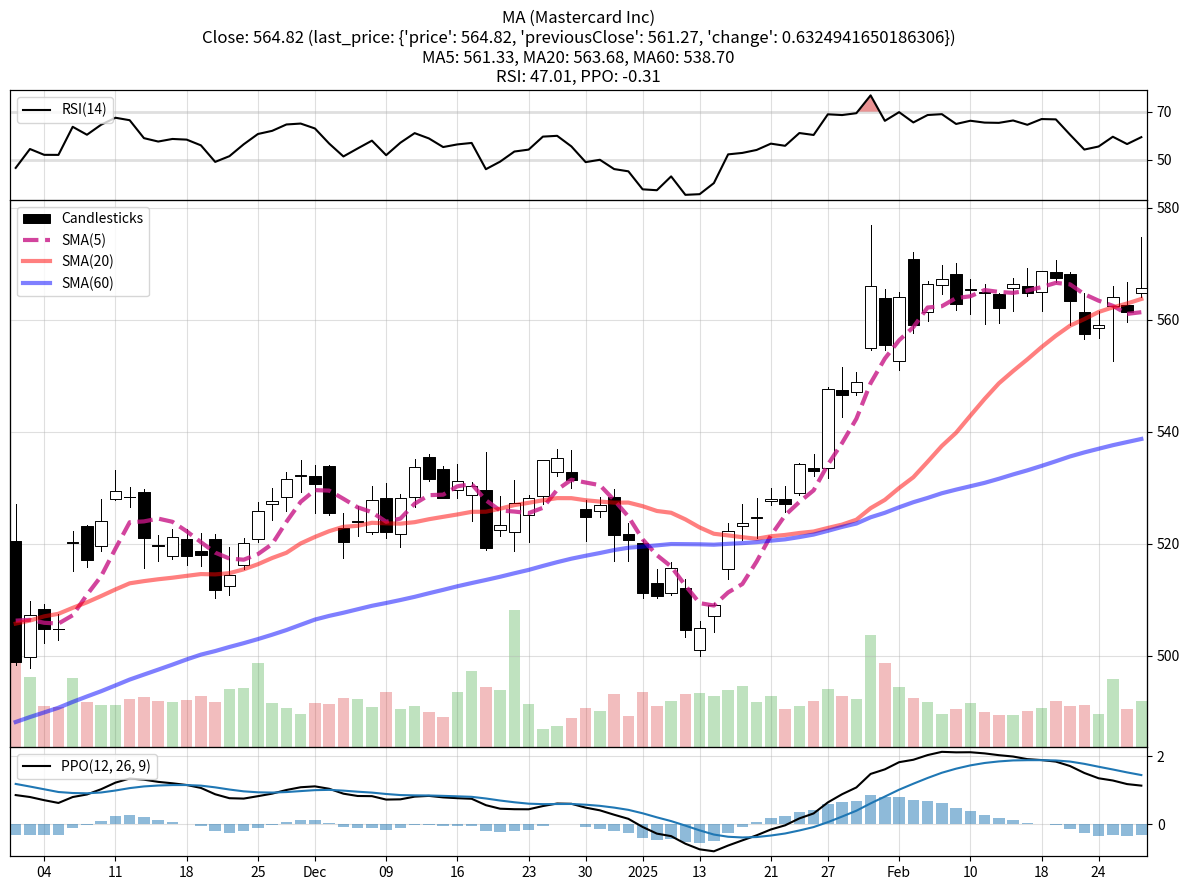 MA (Mastercard Inc)
Close: 564.82 (last_price: {'price': 564.82, 'previousClose': 561.27, 'change': 0.6324941650186306})
MA5: 561.33, MA20: 563.68, MA60: 538.70
RSI: 47.01, PPO: -0.31
RSI(14)
70
50
Candlesticks
SMA(5)
SMA(20)
SMA(60)
580
560
540
520
500
PPO(12, 26, 9)
2
0
04 11 18 25 Dec 09 16 23 30 2025 13 21 27 Feb 10 18 24